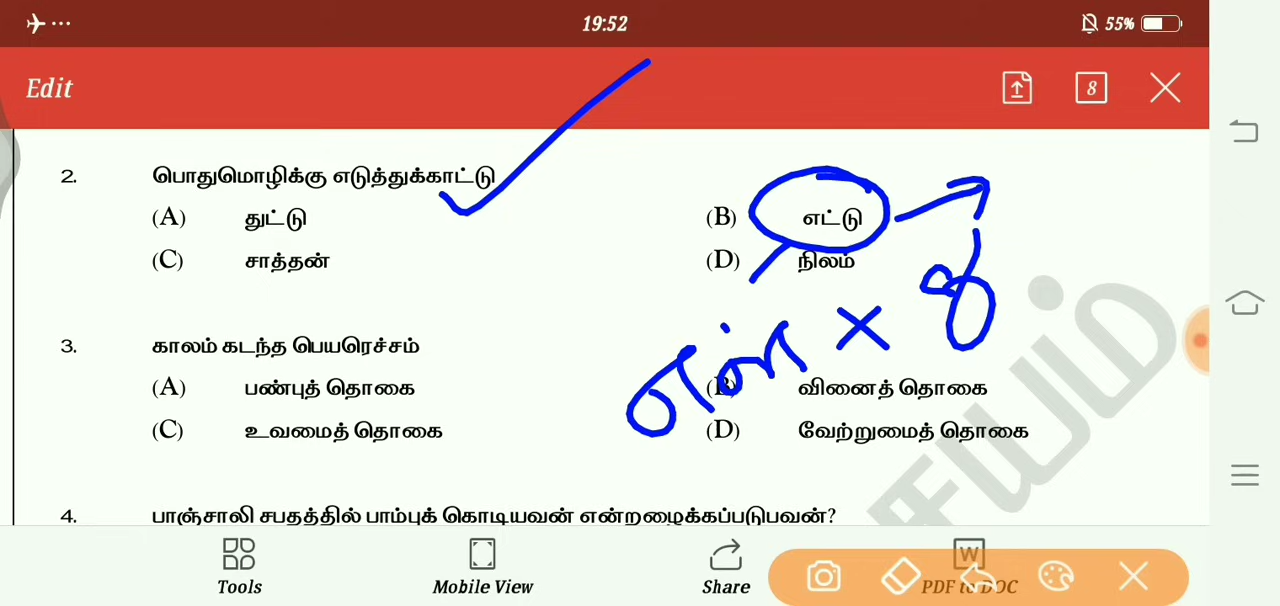 19:52
55%
Edit
8
2. பொதுமொழிக்கு எடுத்துக்காட்டு
(A) துட்டு (B) எட்டு
(C) சாத்தன் (D) நிலம்
எள் × 8
3. காலம் கடந்த பெயரெச்சம்
(A) பண்புத் தொகை (B) வினைத் தொகை
(C) உவமைத் தொகை (D) வேற்றுமைத் தொகை
4. பாஞ்சாலி சபதத்தில் பாம்புக் கொடியவன் என்றழைக்கப்படுபவன்?
Tools Mobile View Share PDF to DOC
W